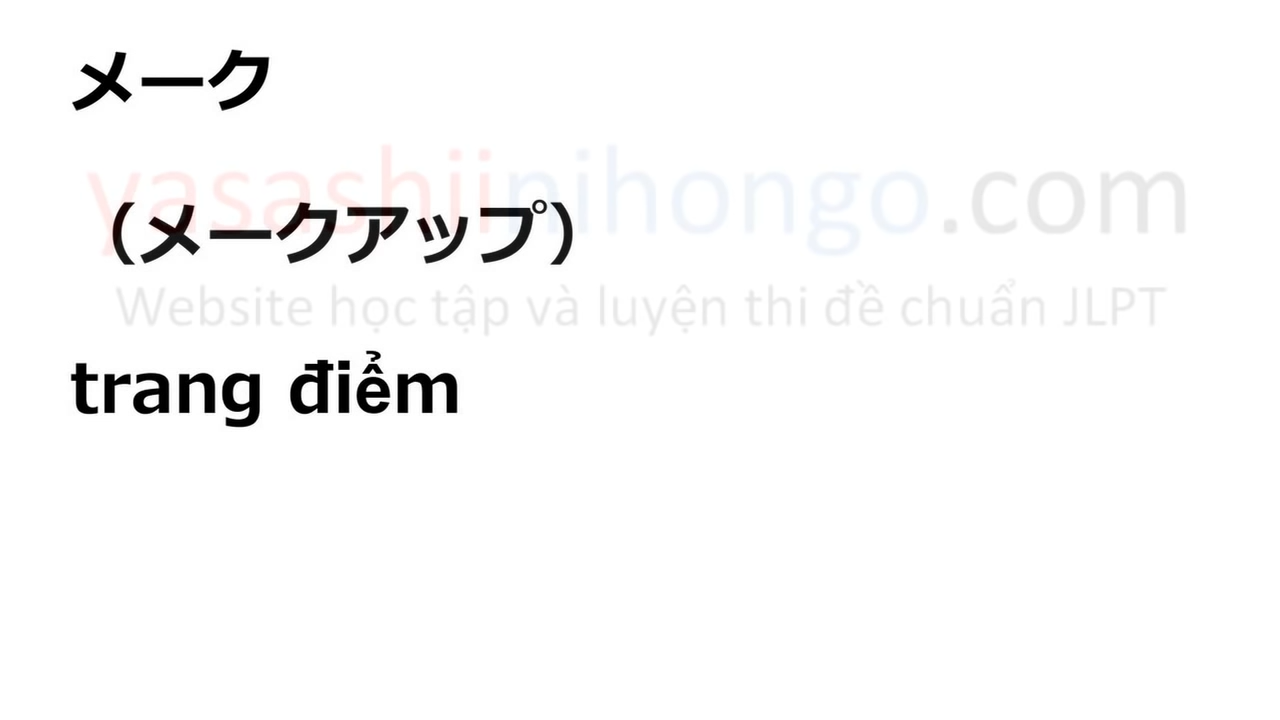 メーク
yasashiinihongo.com
（メークアップ）
Website học tập và luyện thi đề chuẩn JLPT
trang điểm